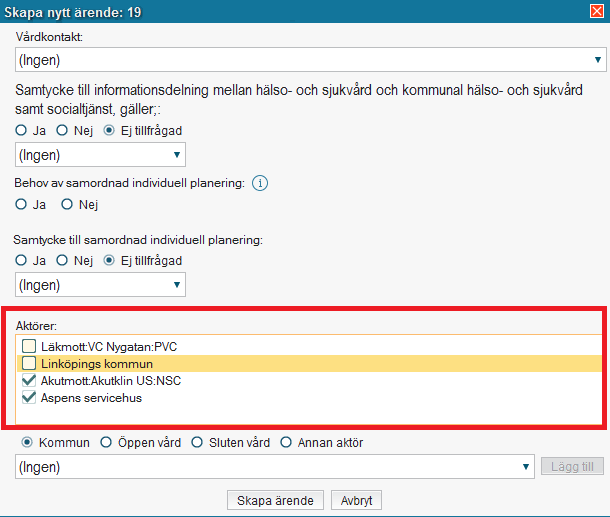 Skapa nytt ärende: 19
Vårdkontakt:
(Ingen)
Samtycke till informationsdelning mellan hälso- och sjukvård och kommunal hälso- och sjukvård
samt socialtjänst, gäller;:
Ja Nej Ej tillfrågad
(Ingen)
Behov av samordnad individuell planering: i
Ja Nej
Samtycke till samordnad individuell planering:
Ja Nej Ej tillfrågad
(Ingen)
Aktörer:
Läkmott:VC Nygatan:PVC
Linköpings kommun
Akutmott:Akutklin US:NSC
Aspens servicehus
Kommun Öppen vård Sluten vård Annan aktör
(Ingen) Lägg till
Skapa ärende Avbryt